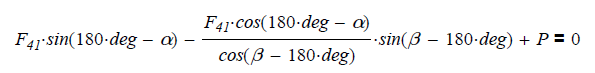 F₄₁·sin(180·deg − α) − F₄₁·cos(180·deg − α) / cos(β − 180·deg) ·sin(β − 180·deg) + P = 0